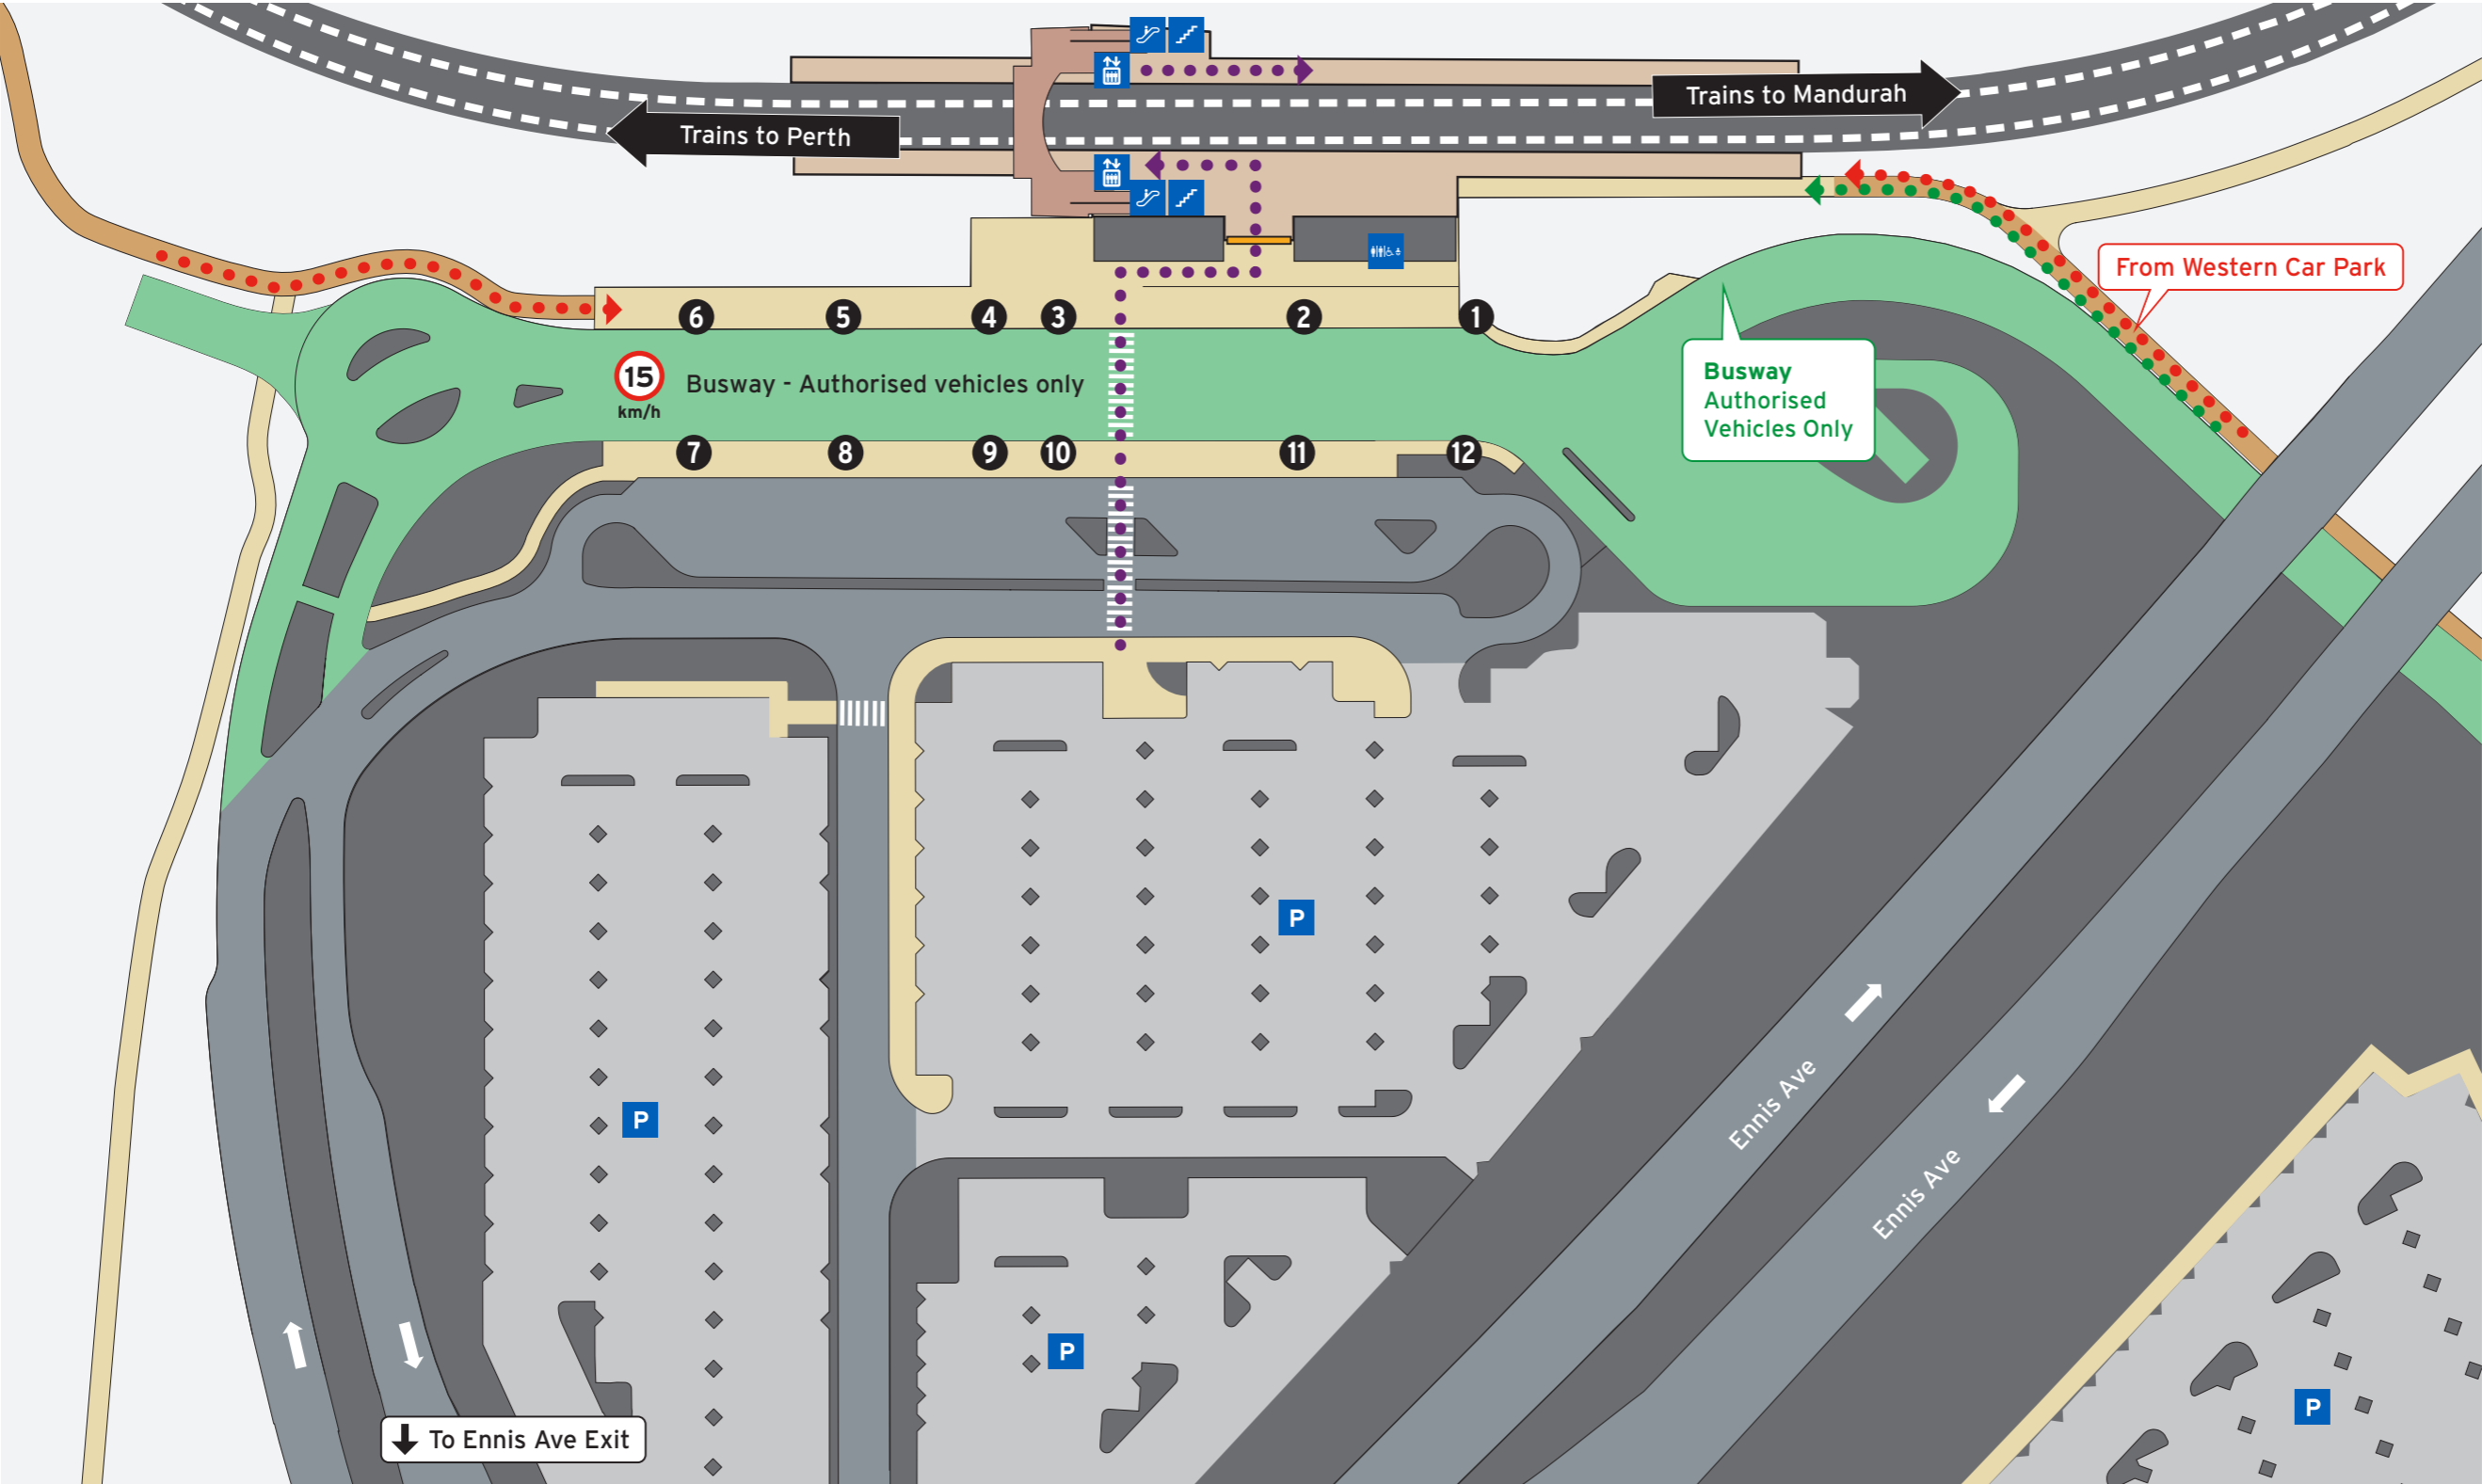 Trains to Mandurah
Trains to Perth
From Western Car Park
6
5
4
3
2
1
15
km/h
Busway - Authorised vehicles only
Busway
Authorised
Vehicles Only
7
8
9
10
11
12
P
P
P
P
Ennis Ave
Ennis Ave
To Ennis Ave Exit